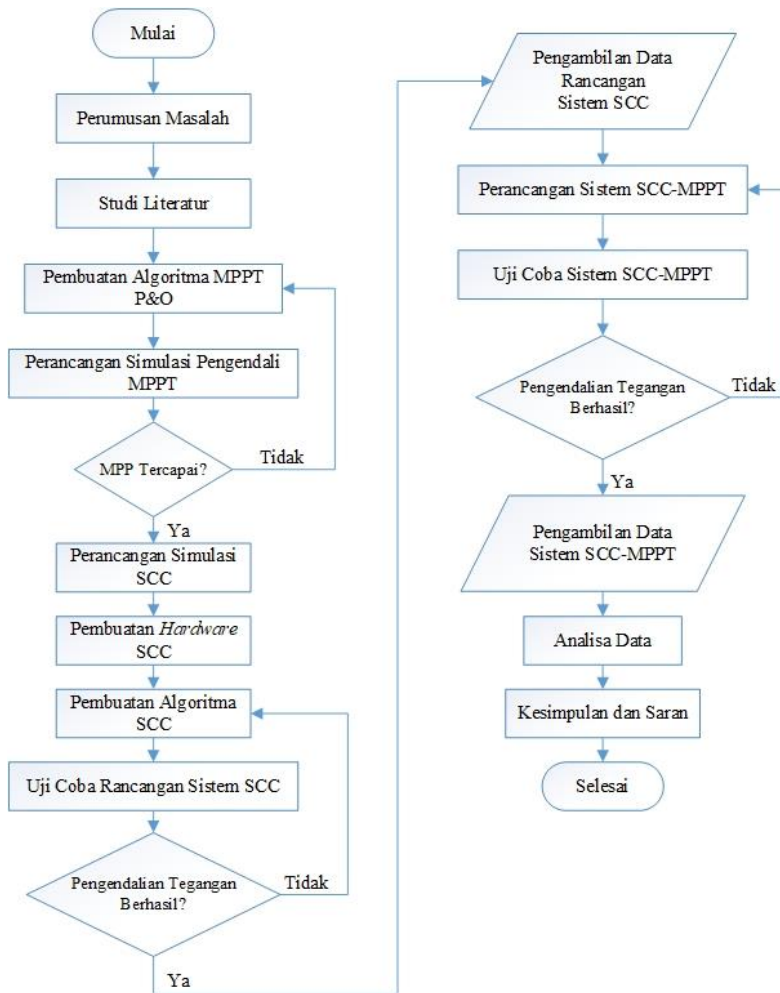 Mulai
Perumusan Masalah
Studi Literatur
Pembuatan Algoritma MPPT
P&O
Perancangan Simulasi Pengendali
MPPT
MPP Tercapai?
Tidak
Ya
Perancangan Simulasi
SCC
Pembuatan Hardware
SCC
Pembuatan Algoritma
SCC
Uji Coba Rancangan Sistem SCC
Pengendalian Tegangan
Berhasil?
Tidak
Ya
Pengambilan Data
Rancangan
Sistem SCC
Perancangan Sistem SCC-MPPT
Uji Coba Sistem SCC-MPPT
Pengendalian Tegangan
Berhasil?
Tidak
Ya
Pengambilan Data
Sistem SCC-MPPT
Analisa Data
Kesimpulan dan Saran
Selesai